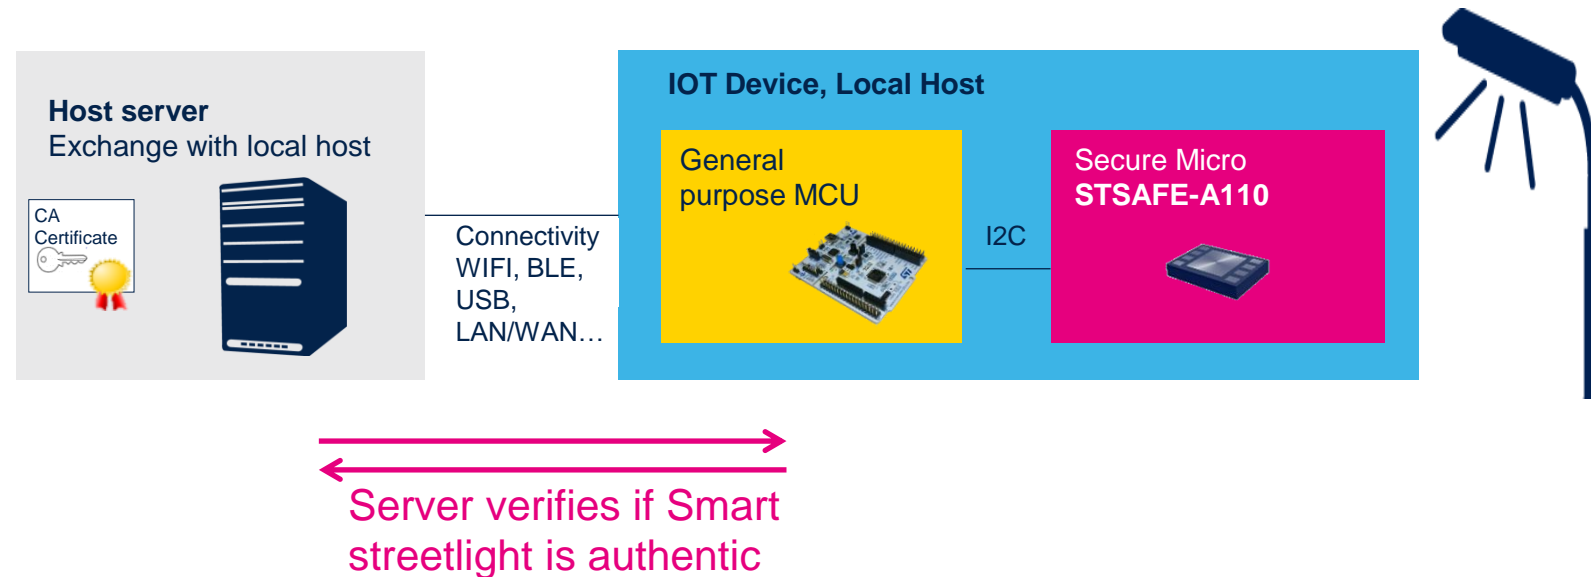 Host server
Exchange with local host
CA
Certificate
Connectivity
WIFI, BLE,
USB,
LAN/WAN…
IOT Device, Local Host
General
purpose MCU
I2C
Secure Micro
STSAFE-A110
Server verifies if Smart
streetlight is authentic